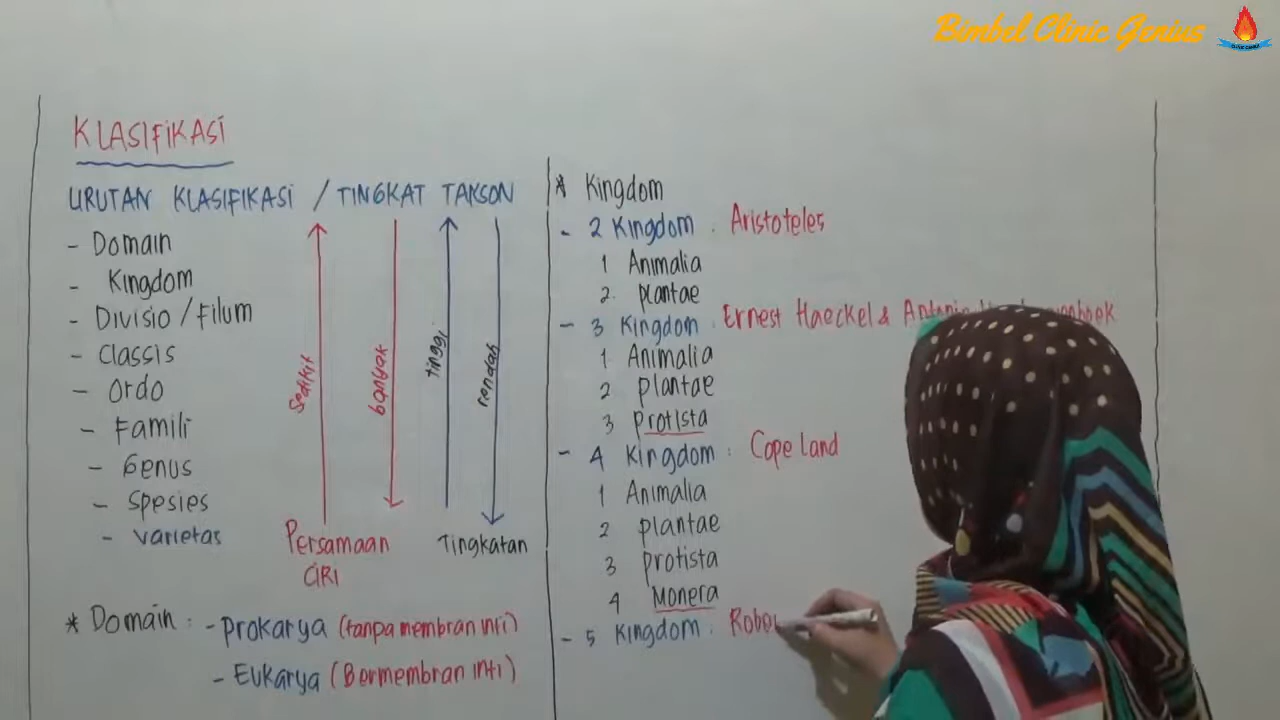 Bimbel Clinic Genius
KLASIFIKASI
URUTAN KLASIFIKASI / TINGKAT TAKSON
- Domain
- Kingdom
- Divisio / Filum
- Classis
- Ordo
- Famili
- Genus
- Spesies
- Varietas
Sedikit
banyak
tinggi
rendah
Persamaan
CIRI
Tingkatan
* Domain : - prokarya (tanpa membran inti)
- Eukarya (Bermembran inti)
* Kingdom
- 2 Kingdom : Aristoteles
1 Animalia
2. plantae
- 3 Kingdom : Ernest Haeckel &
1 Animalia
2 plantae
3 protista
- 4 Kingdom : Cope land
1 Animalia
2 plantae
3 protista
4 Monera
- 5 Kingdom : Rober